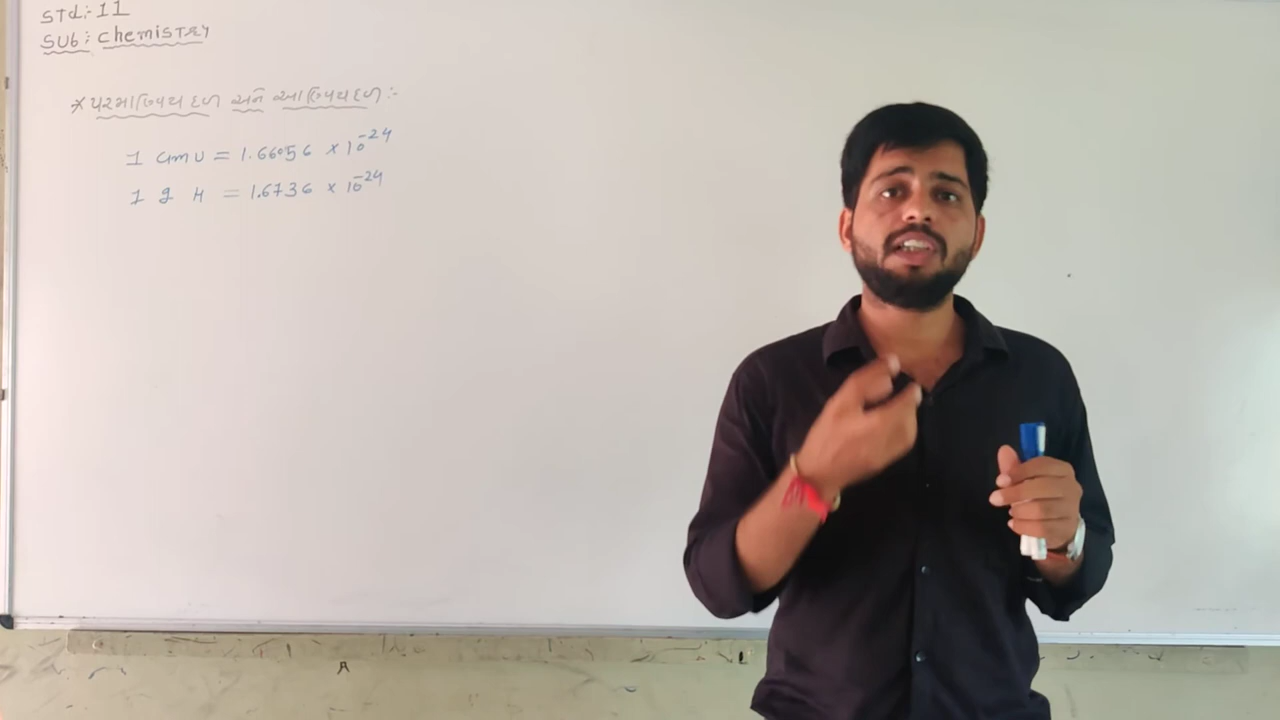 Std:-11
Sub: Chemistry
* પરમાણ્વિય દળ અને આણ્વિય દળ :-
1 amu = 1.66056 × 10⁻²⁴
1 g H = 1.6736 × 10⁻²⁴